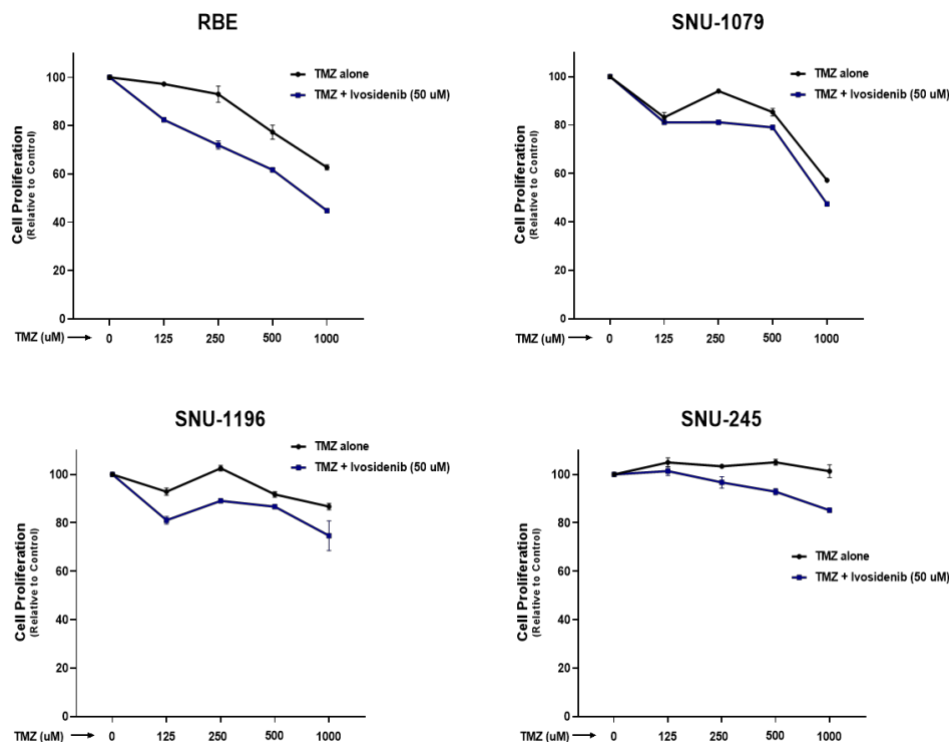 RBE
TMZ alone
TMZ + Ivosidenib (50 uM)
Cell Proliferation
(Relative to Control)
100
80
60
40
20
0
TMZ (uM)
0 125 250 500 1000
SNU-1079
TMZ alone
TMZ + Ivosidenib (50 uM)
Cell Proliferation
(Relative to Control)
100
80
60
40
20
0
TMZ (uM)
0 125 250 500 1000
SNU-1196
TMZ alone
TMZ + Ivosidenib (50 uM)
Cell Proliferation
(Relative to Control)
100
80
60
40
20
0
TMZ (uM)
0 125 250 500 1000
SNU-245
TMZ alone
TMZ + Ivosidenib (50 uM)
Cell Proliferation
(Relative to Control)
100
80
60
40
20
0
TMZ (uM)
0 125 250 500 1000